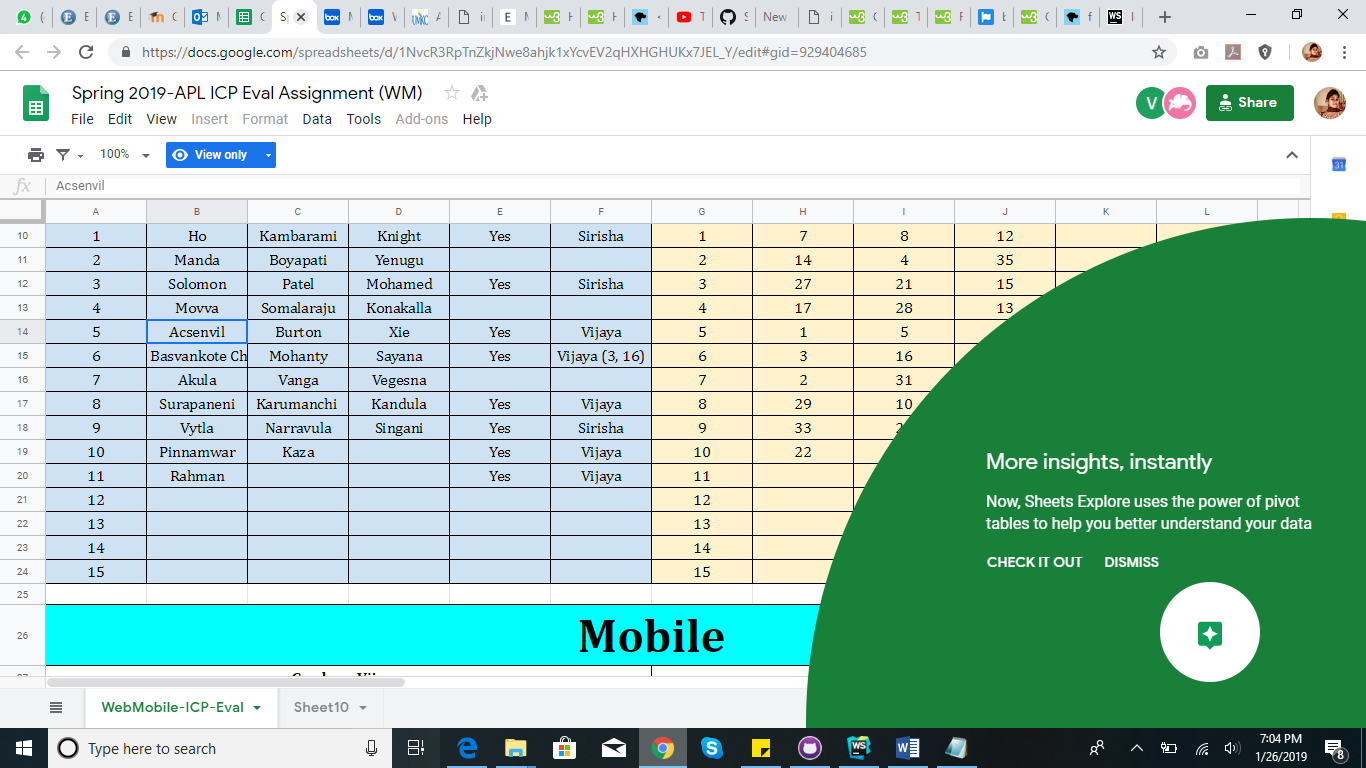 (4) (
E
E
C
M
C
Sp
M
W
A
i
E M
H
H
H
<
T
S
New
i
C
T
F
b
C
f
I
https://docs.google.com/spreadsheets/d/1NvcR3RpTnZkjNwe8ahjk1xYcvEV2qHXHGHUKx7JEL_Y/edit#gid=929404685
Spring 2019-APL ICP Eval Assignment (WM)
V
Share
File Edit View Insert Format Data Tools Add-ons Help
100% View only
fx Acsenvil
A B C D E F G H I J K L
10 1 Ho Kambarami Knight Yes Sirisha 1 7 8 12
11 2 Manda Boyapati Yenugu 2 14 4 35
12 3 Solomon Patel Mohamed Yes Sirisha 3 27 21 15
13 4 Movva Somalaraju Konakalla 4 17 28 13
14 5 Acsenvil Burton Xie Yes Vijaya 5 1 5
15 6 Basvankote Ch Mohanty Sayana Yes Vijaya (3, 16) 6 3 16
16 7 Akula Vanga Vegesna 7 2 31
17 8 Surapaneni Karumanchi Kandula Yes Vijaya 8 29 10
18 9 Vytla Narravula Singani Yes Sirisha 9 33
19 10 Pinnamwar Kaza Yes Vijaya 10 22
20 11 Rahman Yes Vijaya 11
21 12 12
22 13 13
23 14 14
24 15 15
25
26 Mobile
More insights, instantly
Now, Sheets Explore uses the power of pivot
tables to help you better understand your data
CHECK IT OUT DISMISS
WebMobile-ICP-Eval Sheet10
Type here to search
7:04 PM
1/26/2019
8